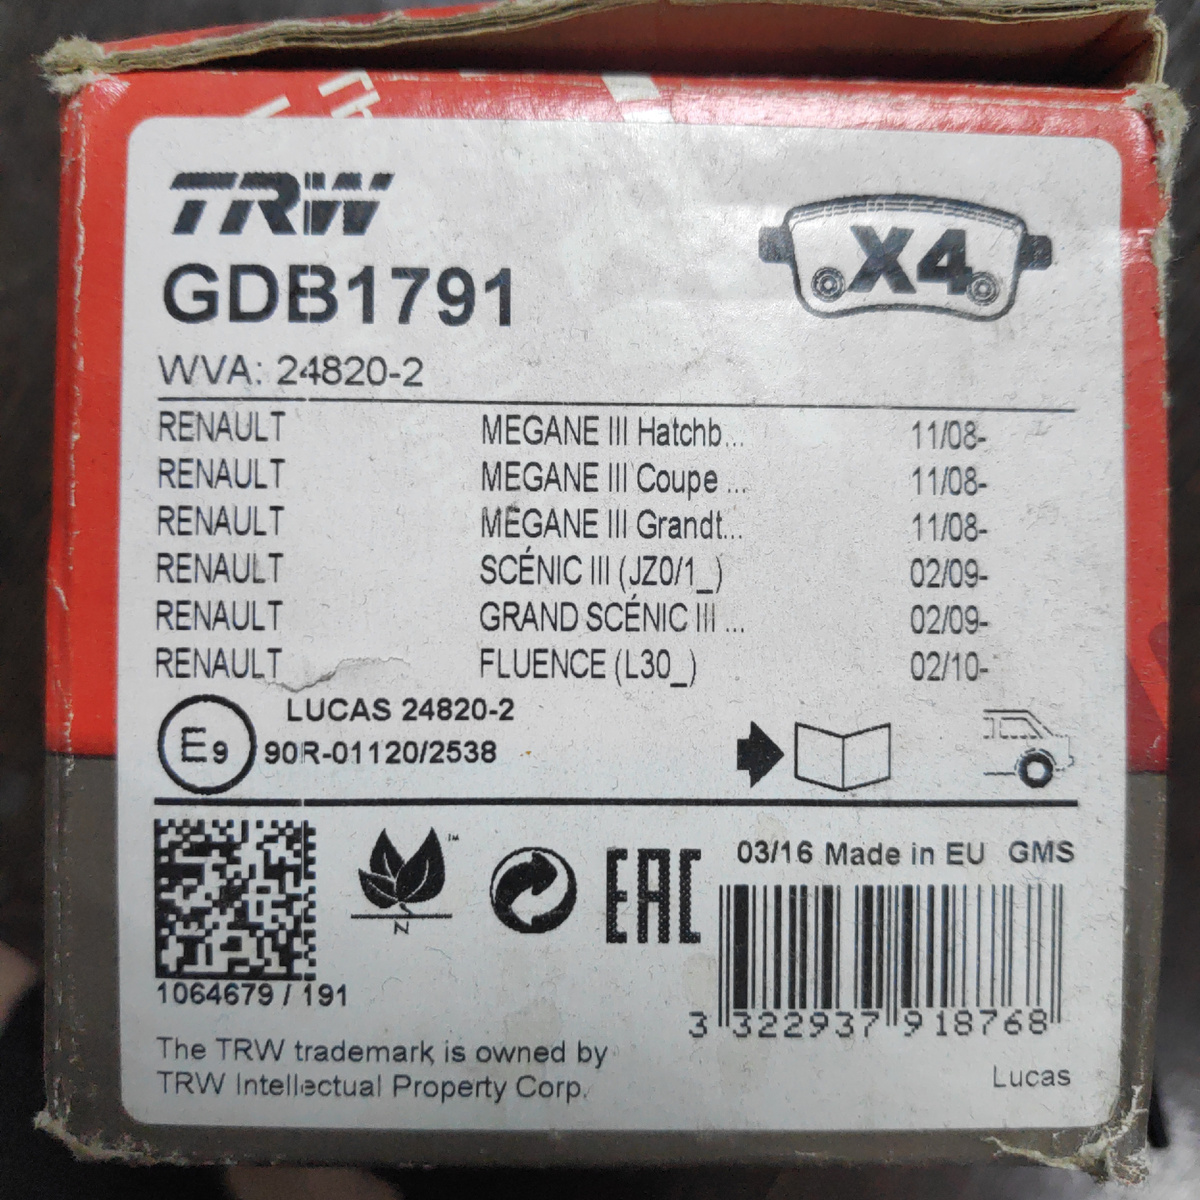 TRW
X4
GDB1791
WVA: 24820-2
RENAULT MEGANE III Hatchb... 11/08-
RENAULT MEGANE III Coupe ... 11/08-
RENAULT MEGANE III Grandt... 11/08-
RENAULT SCÉNIC III (JZ0/1_) 02/09-
RENAULT GRAND SCÉNIC III ... 02/09-
RENAULT FLUENCE (L30_) 02/10-
LUCAS 24820-2
E9 90R-01120/2538
03/16 Made in EU GMS
™
N
EAC
1064679 / 191
3 322937 918768
The TRW trademark is owned by
TRW Intellectual Property Corp.
Lucas